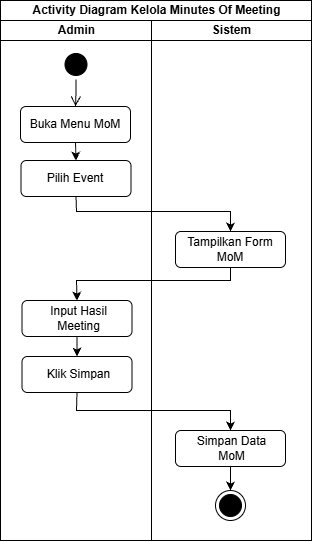 Activity Diagram Kelola Minutes Of Meeting
Admin
Sistem
Buka Menu MoM
Pilih Event
Tampilkan Form
MoM
Input Hasil
Meeting
Klik Simpan
Simpan Data
MoM